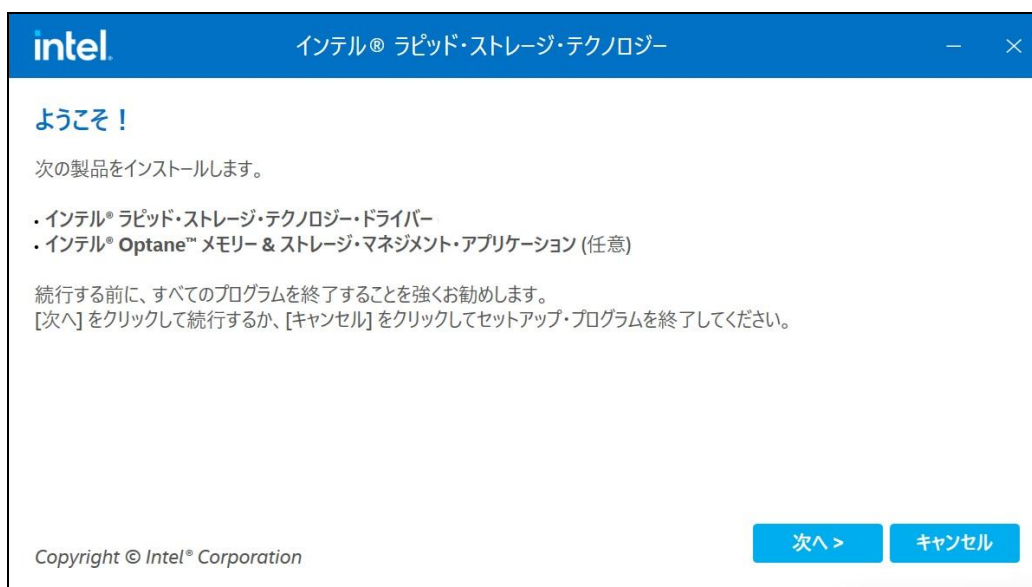 intel.
インテル® ラピッド・ストレージ・テクノロジー
ようこそ！
次の製品をインストールします。
・インテル® ラピッド・ストレージ・テクノロジー・ドライバー
・インテル® Optane™ メモリー & ストレージ・マネジメント・アプリケーション (任意)
続行する前に、すべてのプログラムを終了することを強くお勧めします。
[次へ] をクリックして続行するか、[キャンセル] をクリックしてセットアップ・プログラムを終了してください。
Copyright © Intel® Corporation
次へ >
キャンセル